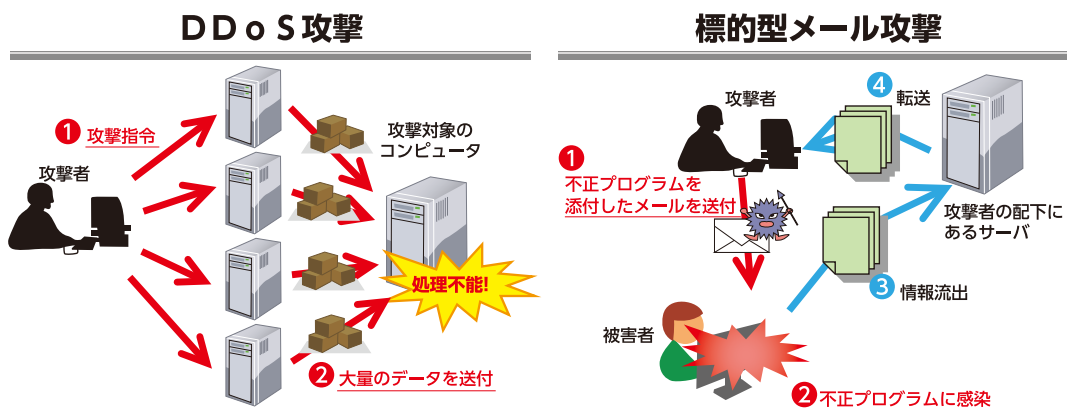 DDoS攻撃
❶攻撃指令
攻撃者
攻撃対象の
コンピュータ
処理不能!
❷大量のデータを送付
標的型メール攻撃
攻撃者
❹転送
❶
不正プログラムを
添付したメールを送付
攻撃者の配下に
あるサーバ
❸情報流出
被害者
❷不正プログラムに感染